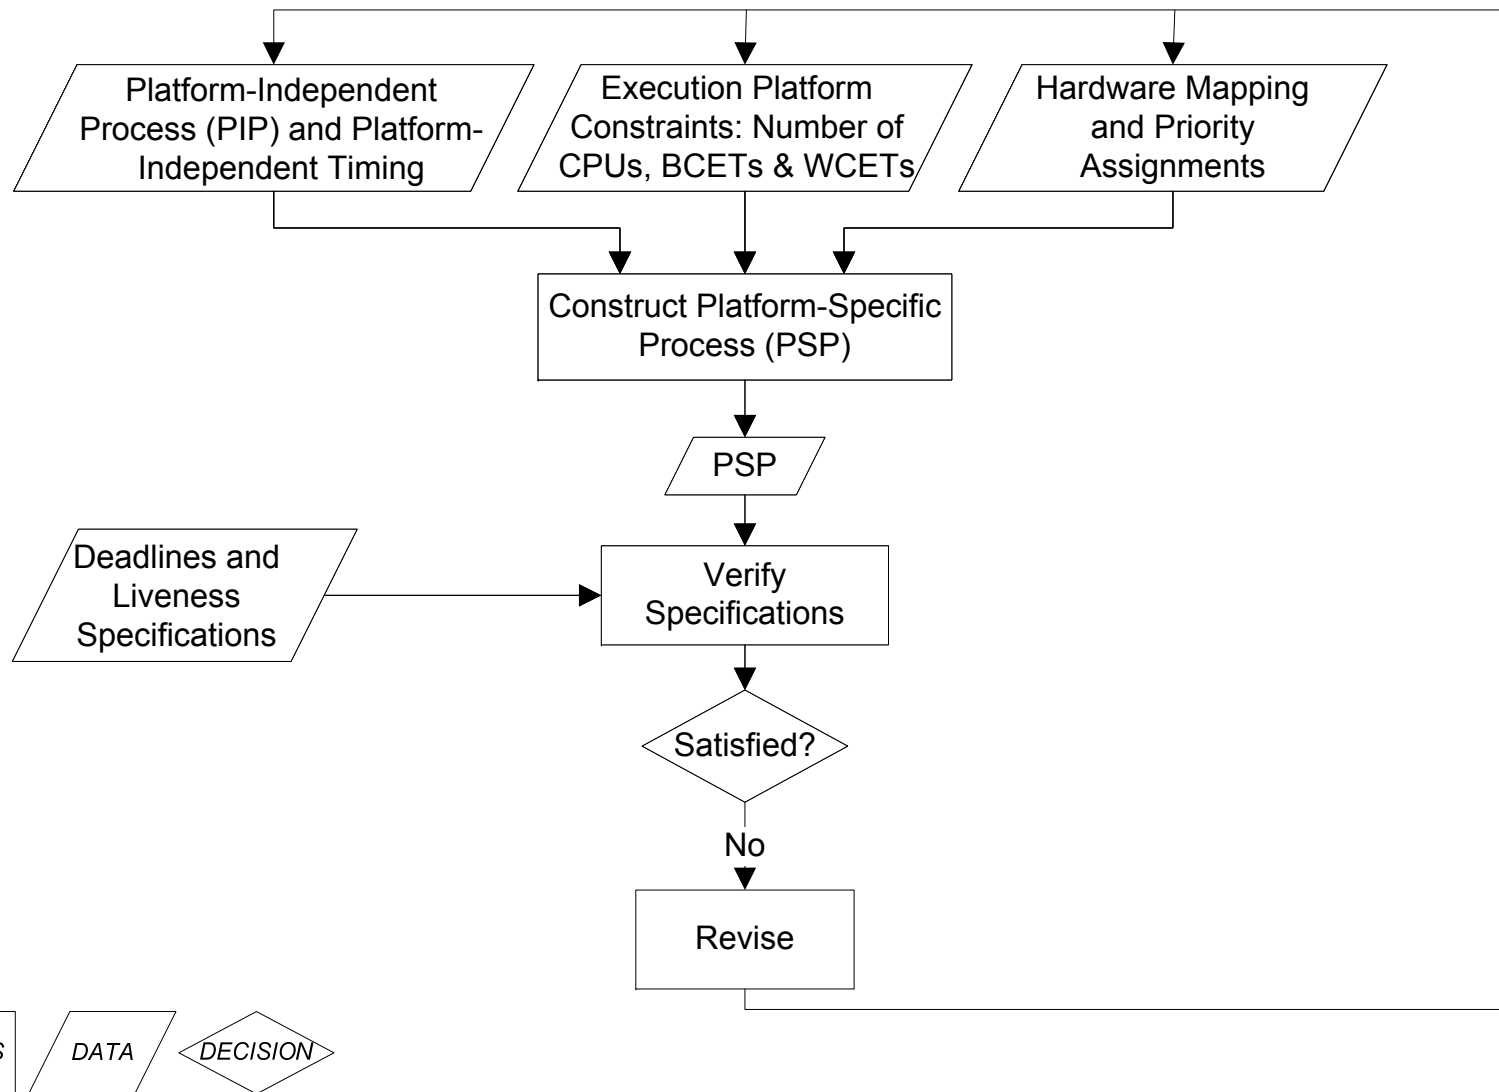 Platform-Independent
Process (PIP) and Platform-
Independent Timing
Execution Platform
Constraints: Number of
CPUs, BCETs & WCETs
Hardware Mapping
and Priority
Assignments
Construct Platform-Specific
Process (PSP)
PSP
Deadlines and
Liveness
Specifications
Verify
Specifications
Satisfied?
No
Revise
DATA
DECISION